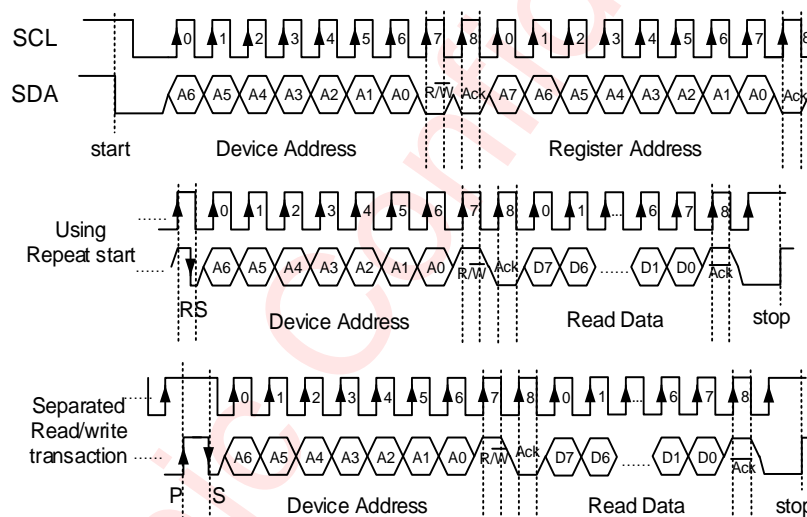 SCL 0 1 2 3 4 5 6 7 8 0 1 2 3 4 5 6 7 8
SDA A6 A5 A4 A3 A2 A1 A0 R/W Ack A7 A6 A5 A4 A3 A2 A1 A0 Ack
start Device Address Register Address
0 1 2 3 4 5 6 7 8 0 1 ... 6 7 8
Using
Repeat start
A6 A5 A4 A3 A2 A1 A0 R/W Ack D7 D6 ...... D1 D0 Ack
RS Device Address Read Data stop
0 1 2 3 4 5 6 7 8 0 1 ... 6 7 8
Separated
Read/write
transaction
A6 A5 A4 A3 A2 A1 A0 R/W Ack D7 D6 ...... D1 D0 Ack
P S Device Address Read Data stop